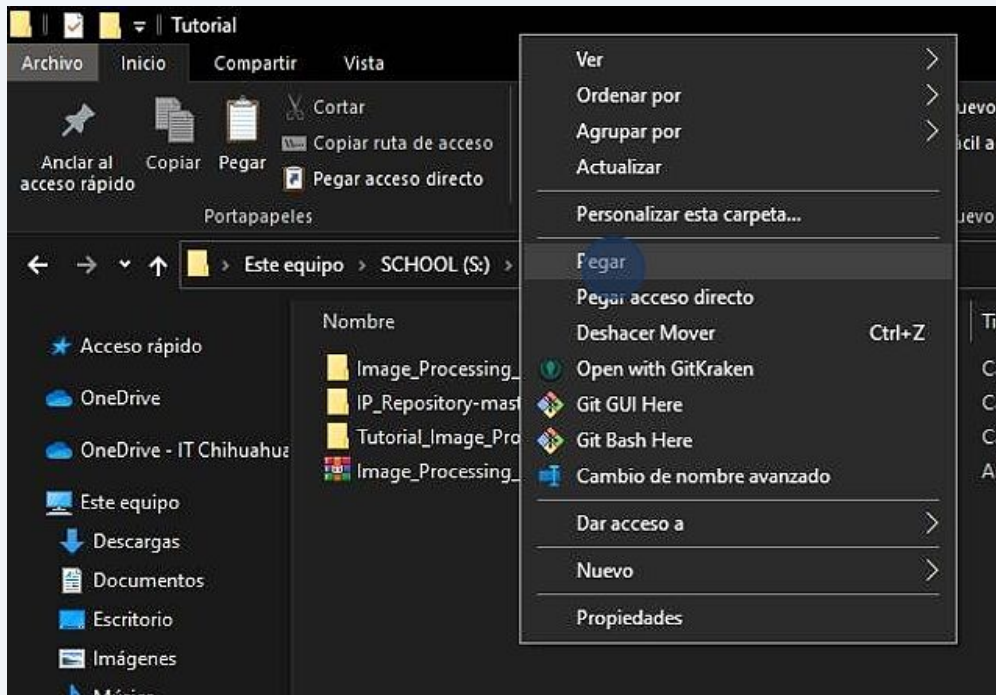 Tutorial
Archivo Inicio Compartir Vista
Anclar al
acceso rápido
Copiar
Pegar
Cortar
Copiar ruta de acceso
Pegar acceso directo
Portapapeles
Este equipo > SCHOOL (S:) >
Acceso rápido
OneDrive
OneDrive - IT Chihuahua
Este equipo
Descargas
Documentos
Escritorio
Imágenes
Nombre
Image_Processing_
IP_Repository-mast
Tutorial_Image_Pro
Image_Processing_
Ver
Ordenar por
Agrupar por
Actualizar
Personalizar esta carpeta...
Pegar
Pegar acceso directo
Deshacer Mover Ctrl+Z
Open with GitKraken
Git GUI Here
Git Bash Here
Cambio de nombre avanzado
Dar acceso a
Nuevo
Propiedades